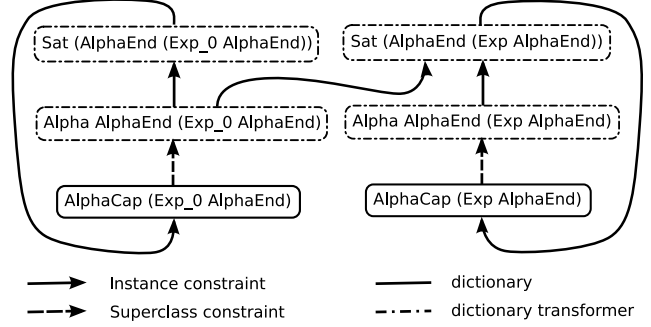 Sat (AlphaEnd (Exp_0 AlphaEnd))
Sat (AlphaEnd (Exp AlphaEnd))
Alpha AlphaEnd (Exp_0 AlphaEnd)
Alpha AlphaEnd (Exp AlphaEnd)
AlphaCap (Exp_0 AlphaEnd)
AlphaCap (Exp AlphaEnd)
Instance constraint
dictionary
Superclass constraint
dictionary transformer